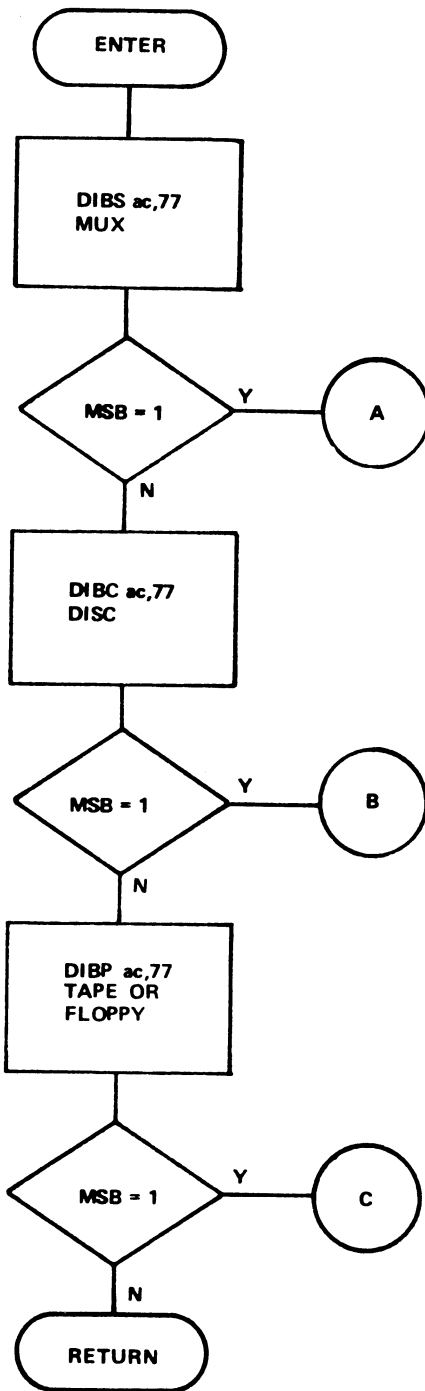 ENTER
DIBS ac,77
MUX
MSB = 1
Y
A
N
DIBC ac,77
DISC
MSB = 1
Y
B
N
DIBP ac,77
TAPE OR
FLOPPY
MSB = 1
Y
C
N
RETURN